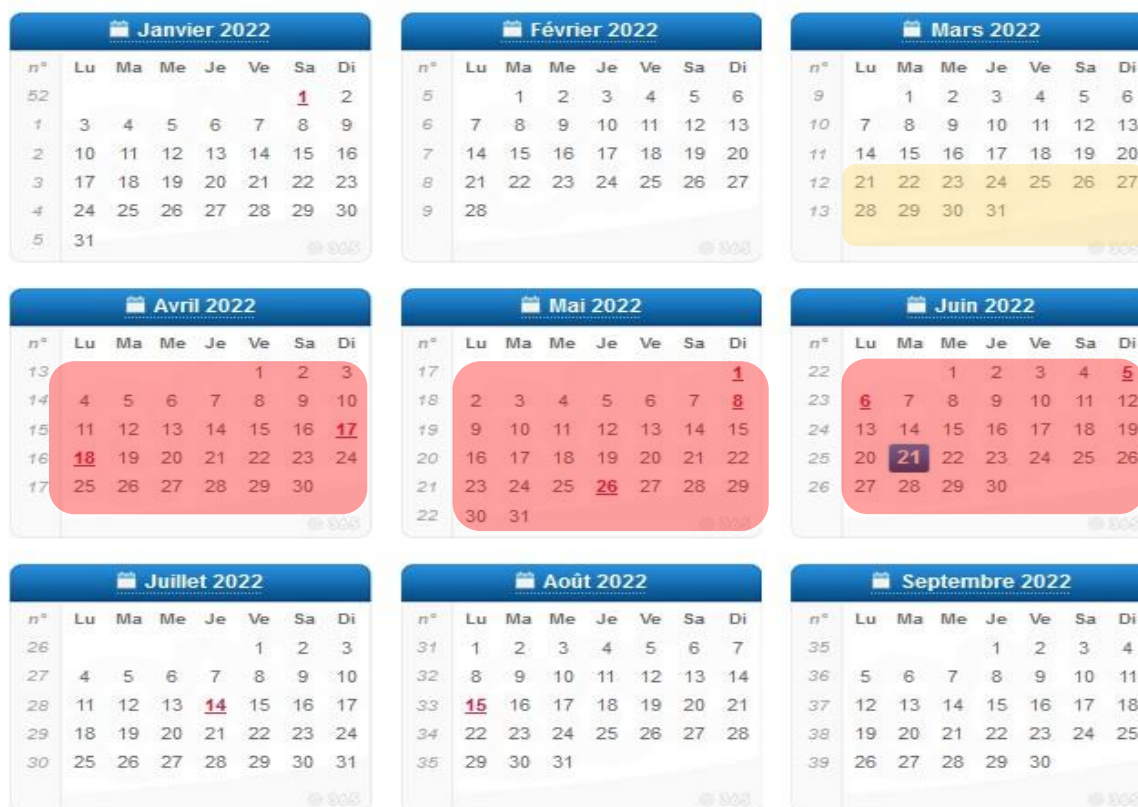 Janvier 2022
n° Lu Ma Me Je Ve Sa Di
52 1 2
1 3 4 5 6 7 8 9
2 10 11 12 13 14 15 16
3 17 18 19 20 21 22 23
4 24 25 26 27 28 29 30
5 31
© 365
Février 2022
n° Lu Ma Me Je Ve Sa Di
5 1 2 3 4 5 6
6 7 8 9 10 11 12 13
7 14 15 16 17 18 19 20
8 21 22 23 24 25 26 27
9 28
© 365
Mars 2022
n° Lu Ma Me Je Ve Sa Di
9 1 2 3 4 5 6
10 7 8 9 10 11 12 13
11 14 15 16 17 18 19 20
12 21 22 23 24 25 26 27
13 28 29 30 31
© 365
Avril 2022
n° Lu Ma Me Je Ve Sa Di
13 1 2 3
14 4 5 6 7 8 9 10
15 11 12 13 14 15 16 17
16 18 19 20 21 22 23 24
17 25 26 27 28 29 30
© 365
Mai 2022
n° Lu Ma Me Je Ve Sa Di
17 1
18 2 3 4 5 6 7 8
19 9 10 11 12 13 14 15
20 16 17 18 19 20 21 22
21 23 24 25 26 27 28 29
22 30 31
© 365
Juin 2022
n° Lu Ma Me Je Ve Sa Di
22 1 2 3 4 5
23 6 7 8 9 10 11 12
24 13 14 15 16 17 18 19
25 20 21 22 23 24 25 26
26 27 28 29 30
© 365
Juillet 2022
n° Lu Ma Me Je Ve Sa Di
26 1 2 3
27 4 5 6 7 8 9 10
28 11 12 13 14 15 16 17
29 18 19 20 21 22 23 24
30 25 26 27 28 29 30 31
© 365
Août 2022
n° Lu Ma Me Je Ve Sa Di
31 1 2 3 4 5 6 7
32 8 9 10 11 12 13 14
33 15 16 17 18 19 20 21
34 22 23 24 25 26 27 28
35 29 30 31
© 365
Septembre 2022
n° Lu Ma Me Je Ve Sa Di
35 1 2 3 4
36 5 6 7 8 9 10 11
37 12 13 14 15 16 17 18
38 19 20 21 22 23 24 25
39 26 27 28 29 30
© 365